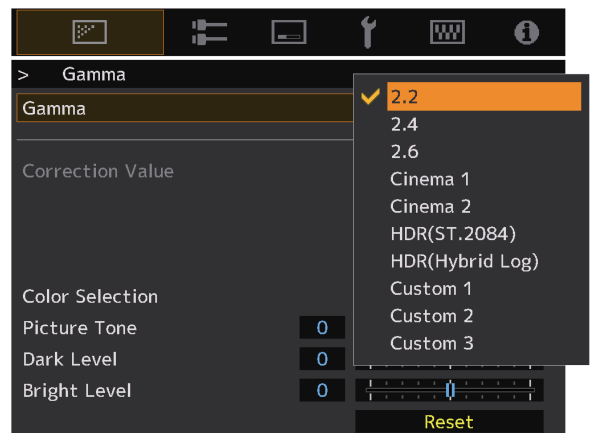 > Gamma
Gamma
2.2
2.4
2.6
Cinema 1
Cinema 2
HDR(ST.2084)
HDR(Hybrid Log)
Custom 1
Custom 2
Custom 3
Correction Value
Color Selection
Picture Tone 0
Dark Level 0
Bright Level 0
Reset